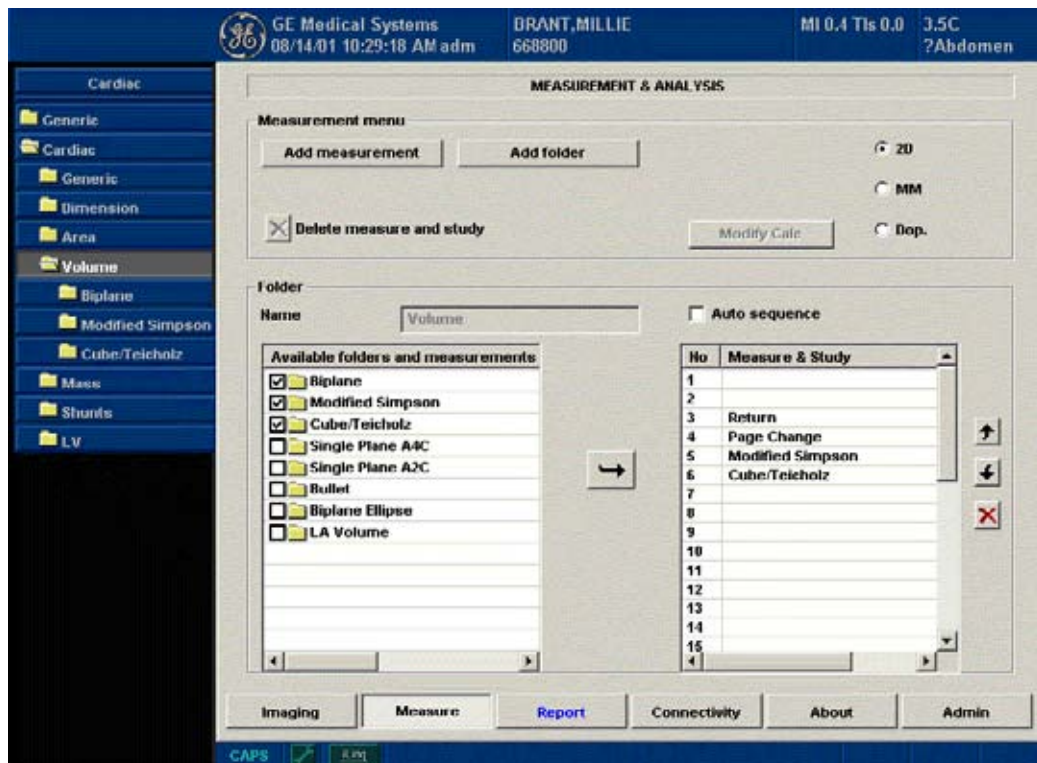 GE Medical Systems
08/14/01 10:29:18 AM adm
BRANT,MILLIE
668800
MI 0.4 TIs 0.0
3.5C
?Abdomen
Cardiac
Generic
Cardiac
Generic
Dimension
Area
Volume
Biplane
Modified Simpson
Cube/Teicholz
Mass
Shunts
LV
MEASUREMENT & ANALYSIS
Measurement menu
Add measurement
Add folder
2D
MM
Delete measure and study
Modify Calc
Dop.
Folder
Name
Volume
Auto sequence
Available folders and measurements
Biplane
Modified Simpson
Cube/Teicholz
Single Plane A4C
Single Plane A2C
Bullet
Biplane Ellipse
LA Volume
No Measure & Study
1
2
3 Return
4 Page Change
5 Modified Simpson
6 Cube/Teicholz
7
8
9
10
11
12
13
14
15
Imaging
Measure
Report
Connectivity
About
Admin
CAPS